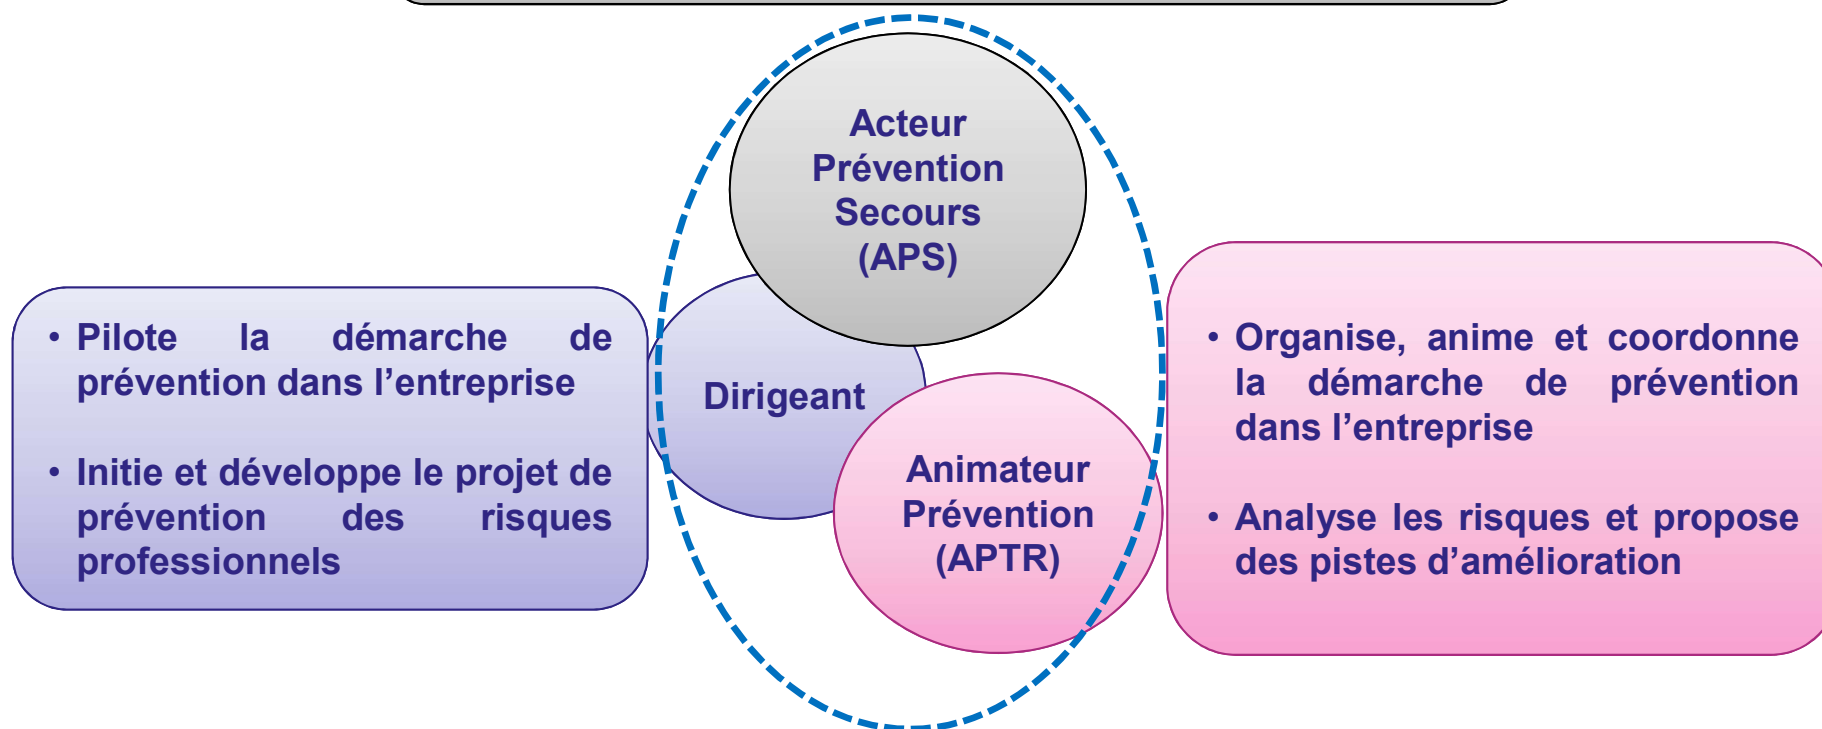 Acteur
Prévention
Secours
(APS)
• Pilote la démarche de
prévention dans l’entreprise
• Initie et développe le projet de
prévention des risques
professionnels
Dirigeant
Animateur
Prévention
(APTR)
• Organise, anime et coordonne
la démarche de prévention
dans l’entreprise
• Analyse les risques et propose
des pistes d’amélioration